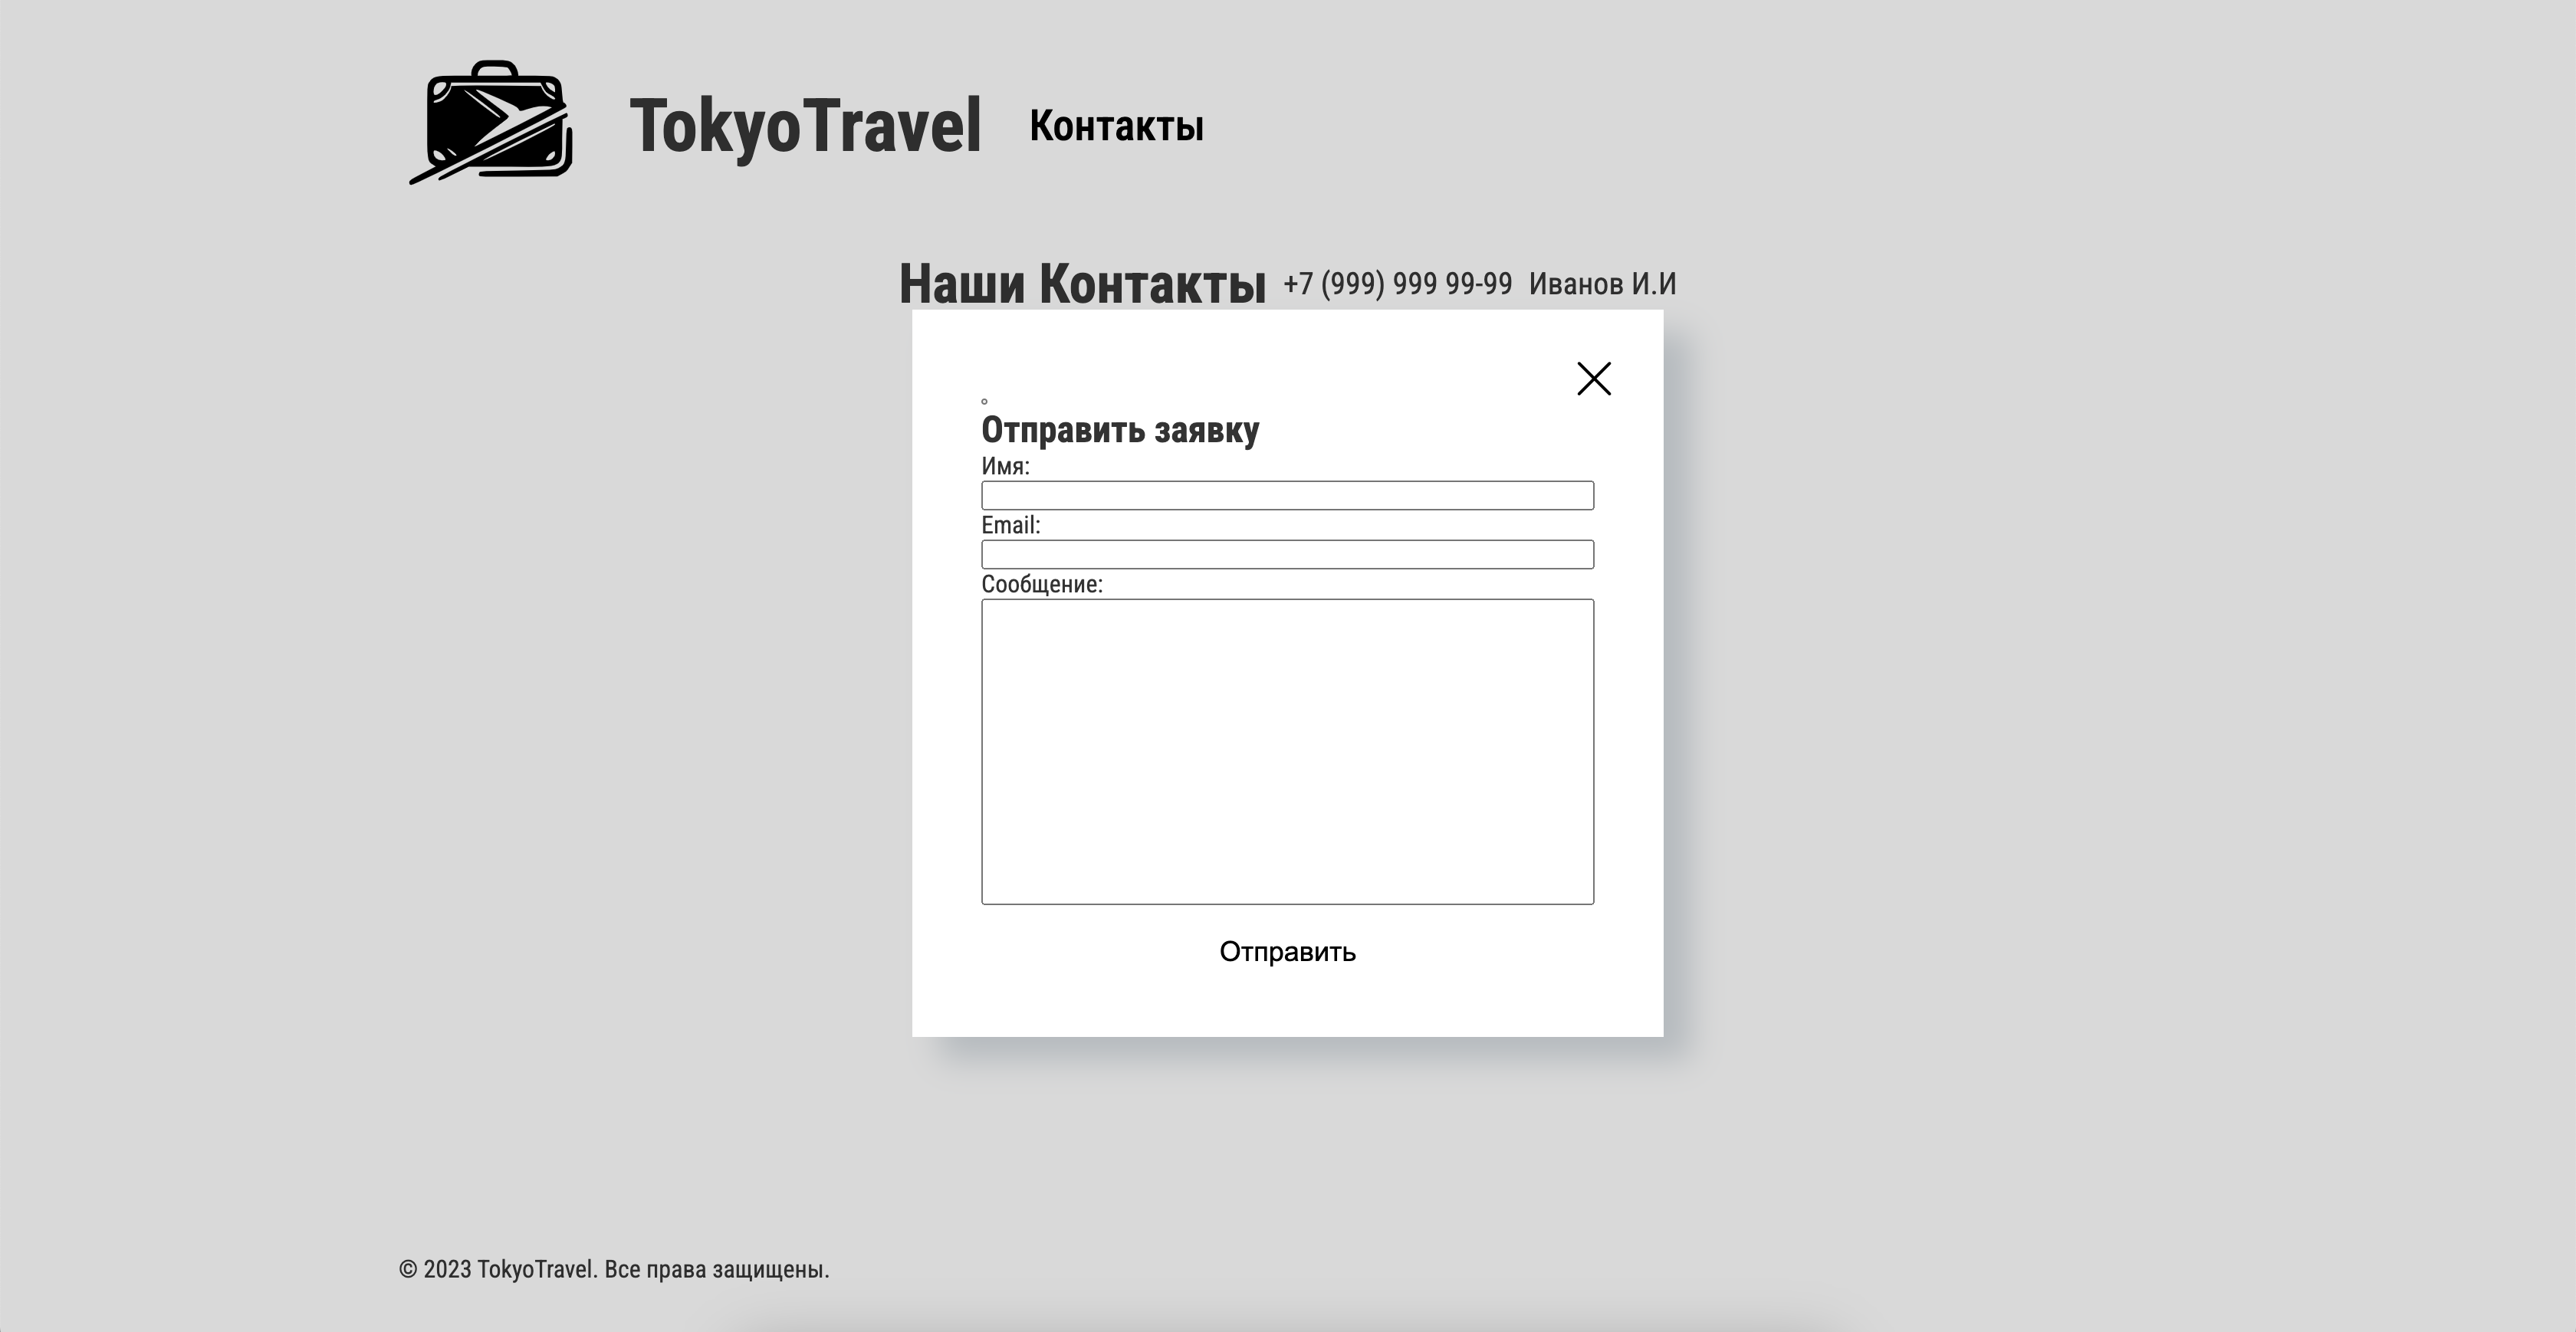 TokyoTravel Контакты
Наши Контакты +7 (999) 999 99-99 Иванов И.И
Отправить заявку
Имя:
Email:
Сообщение:
Отправить
© 2023 TokyoTravel. Все права защищены.